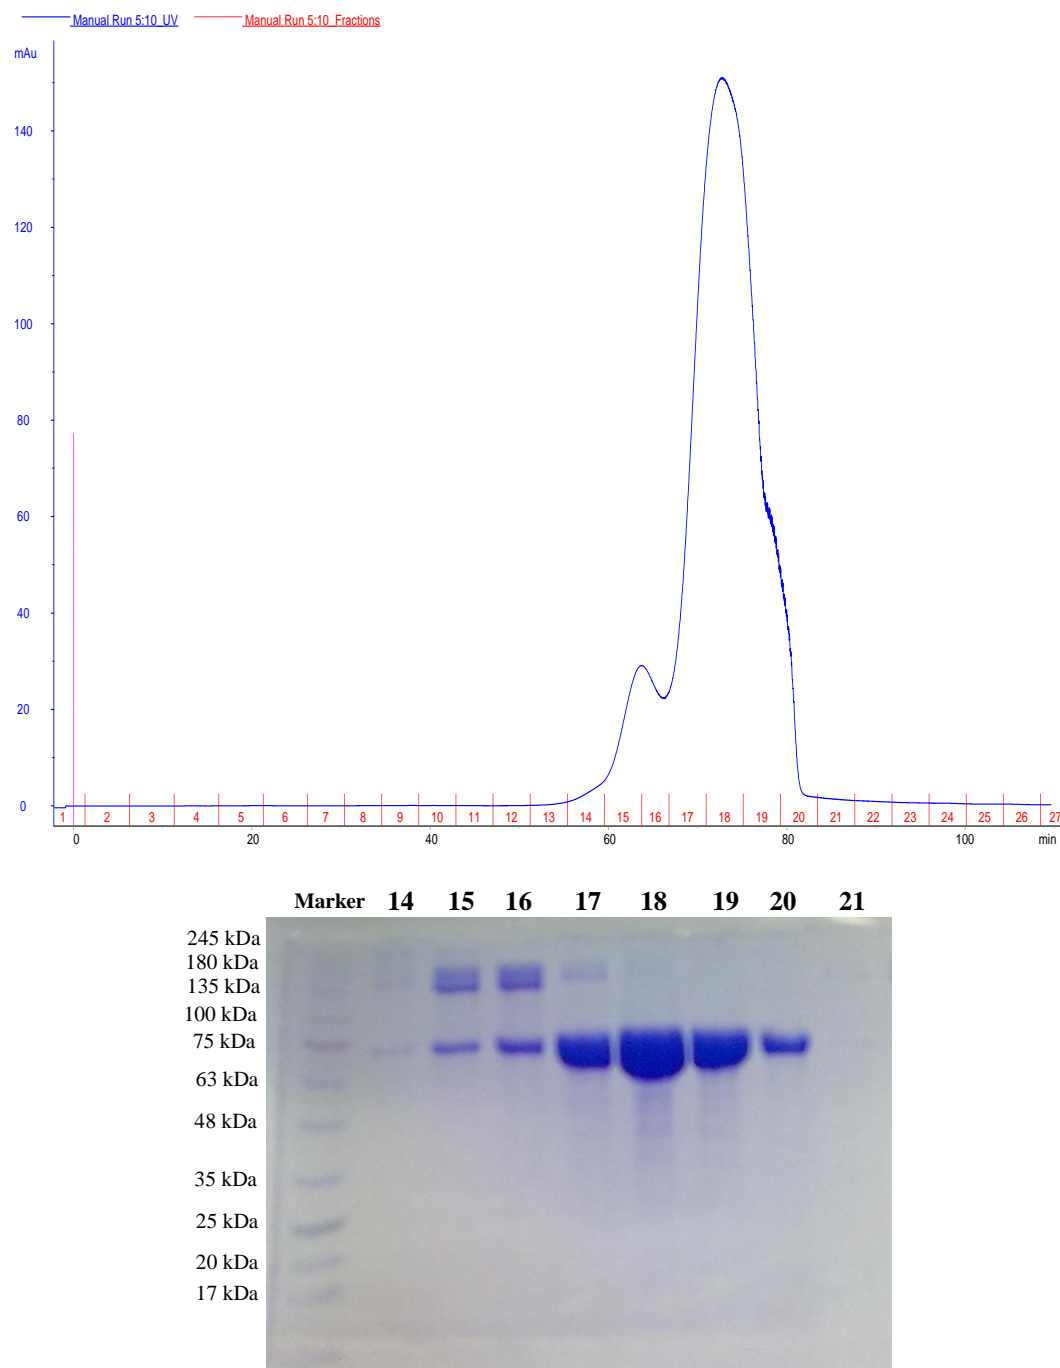 Manual Run 5:10_UV Manual Run 5:10_Fractions
mAu
140
120
100
80
60
40
20
0
1 2 3 4 5 6 7 8 9 10 11 12 13 14 15 16 17 18 19 20 21 22 23 24 25 26 27
0 20 40 60 80 100 min
Marker 14 15 16 17 18 19 20 21
245 kDa
180 kDa
135 kDa
100 kDa
75 kDa
63 kDa
48 kDa
35 kDa
25 kDa
20 kDa
17 kDa